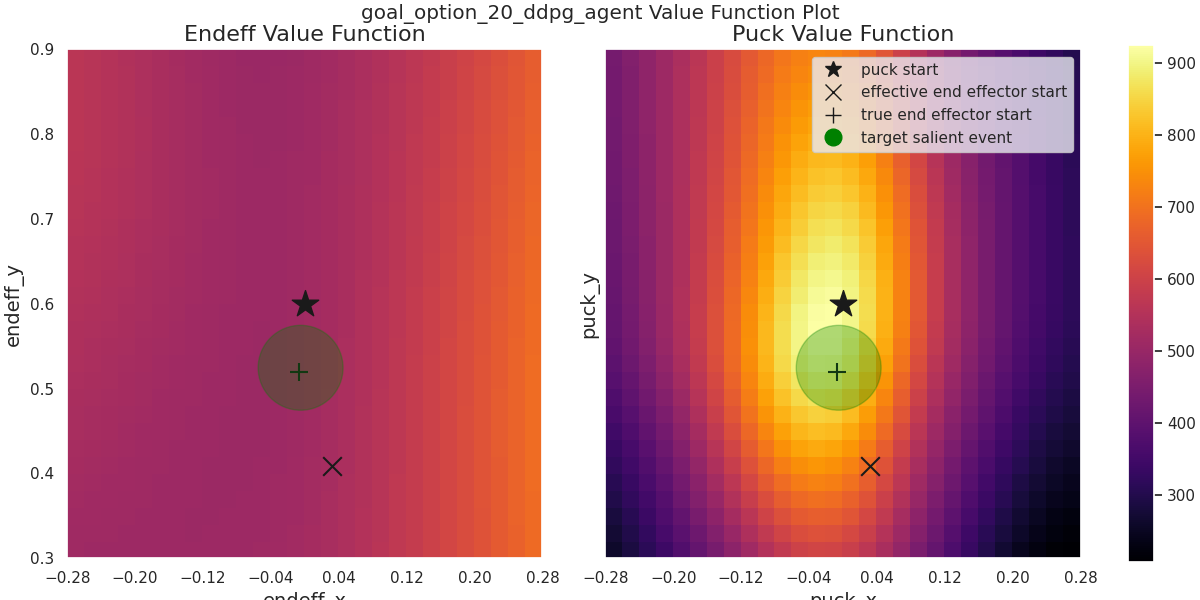 goal_option_20_ddpg_agent Value Function Plot
Endeff Value Function
0.9
0.8
0.7
0.6
0.5
0.4
0.3
endeff_y
−0.28 −0.20 −0.12 −0.04 0.04 0.12 0.20 0.28
endeff_x
Puck Value Function
puck start
effective end effector start
true end effector start
target salient event
puck_y
−0.28 −0.20 −0.12 −0.04 0.04 0.12 0.20 0.28
puck_x
900
800
700
600
500
400
300